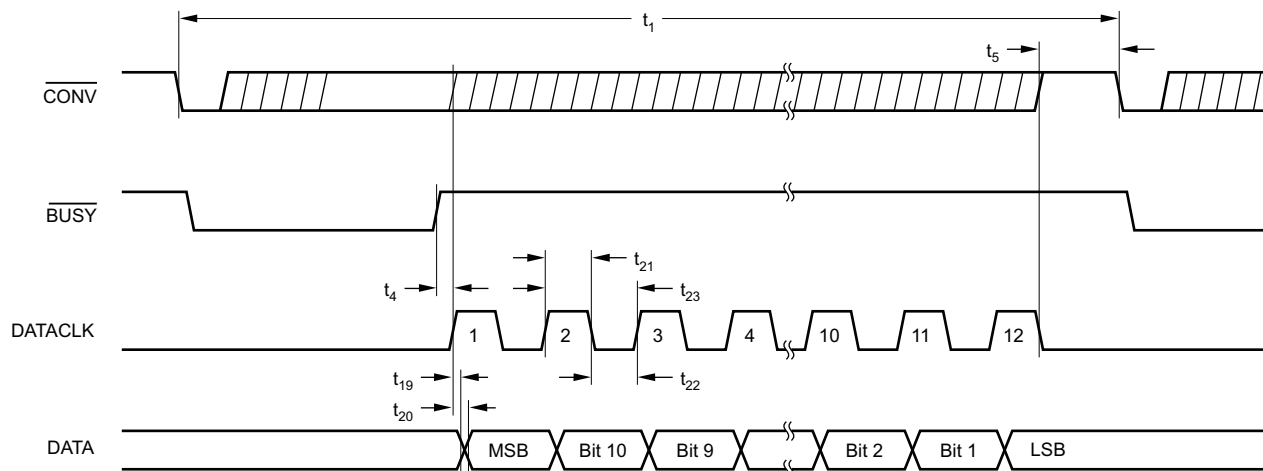 t1
t5
CONV
BUSY
t21
t4
t23
DATACLK
1 2 3 4 10 11 12
t19
t22
t20
DATA
MSB Bit 10 Bit 9 Bit 2 Bit 1 LSB